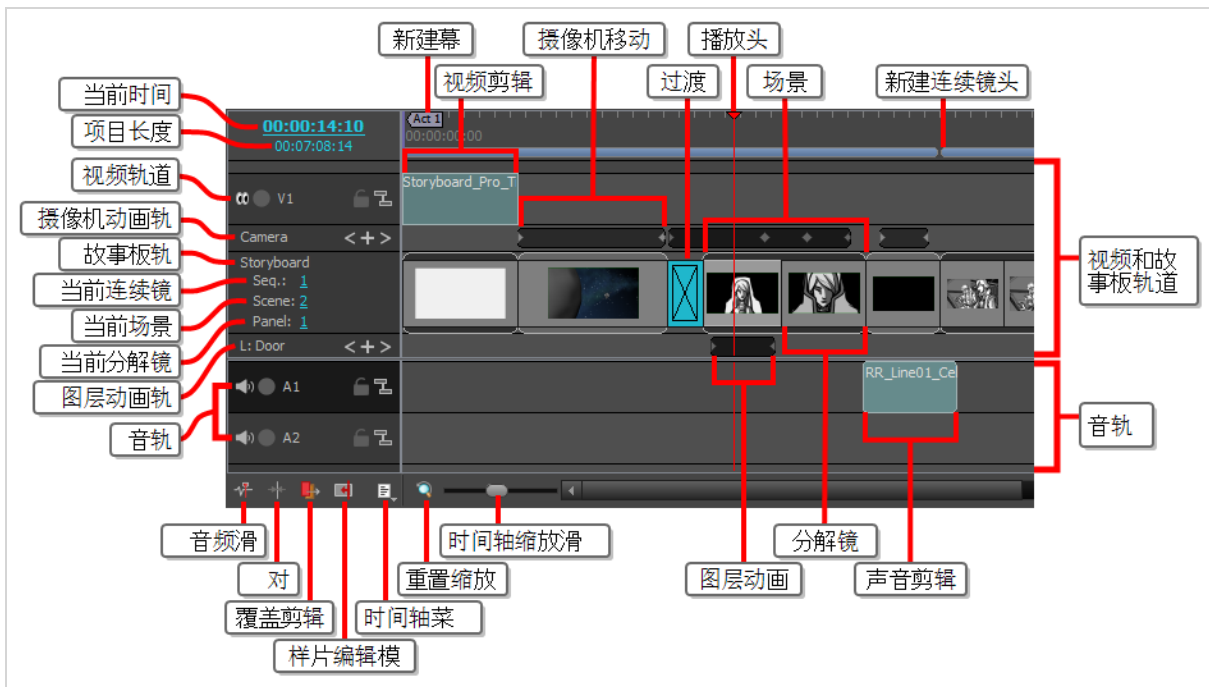 新建幕
摄像机移动
播放头
视频剪辑
过渡
场景
新建连续镜头
当前时间
项目长度
视频轨道
摄像机动画轨
故事板轨
当前连续镜
当前场景
当前分解镜
图层动画轨
音轨
00:00:14:10
00:07:08:14
Act 1
00:00:00:00
V1
Storyboard_Pro_T
Camera
Storyboard
Seq.: 1
Scene: 2
Panel: 1
L: Door
A1
RR_Line01_Cel
A2
视频和故
事板轨道
音轨
音频滑
时间轴缩放滑
分解镜
对
重置缩放
图层动画
声音剪辑
覆盖剪辑
时间轴菜
样片编辑模